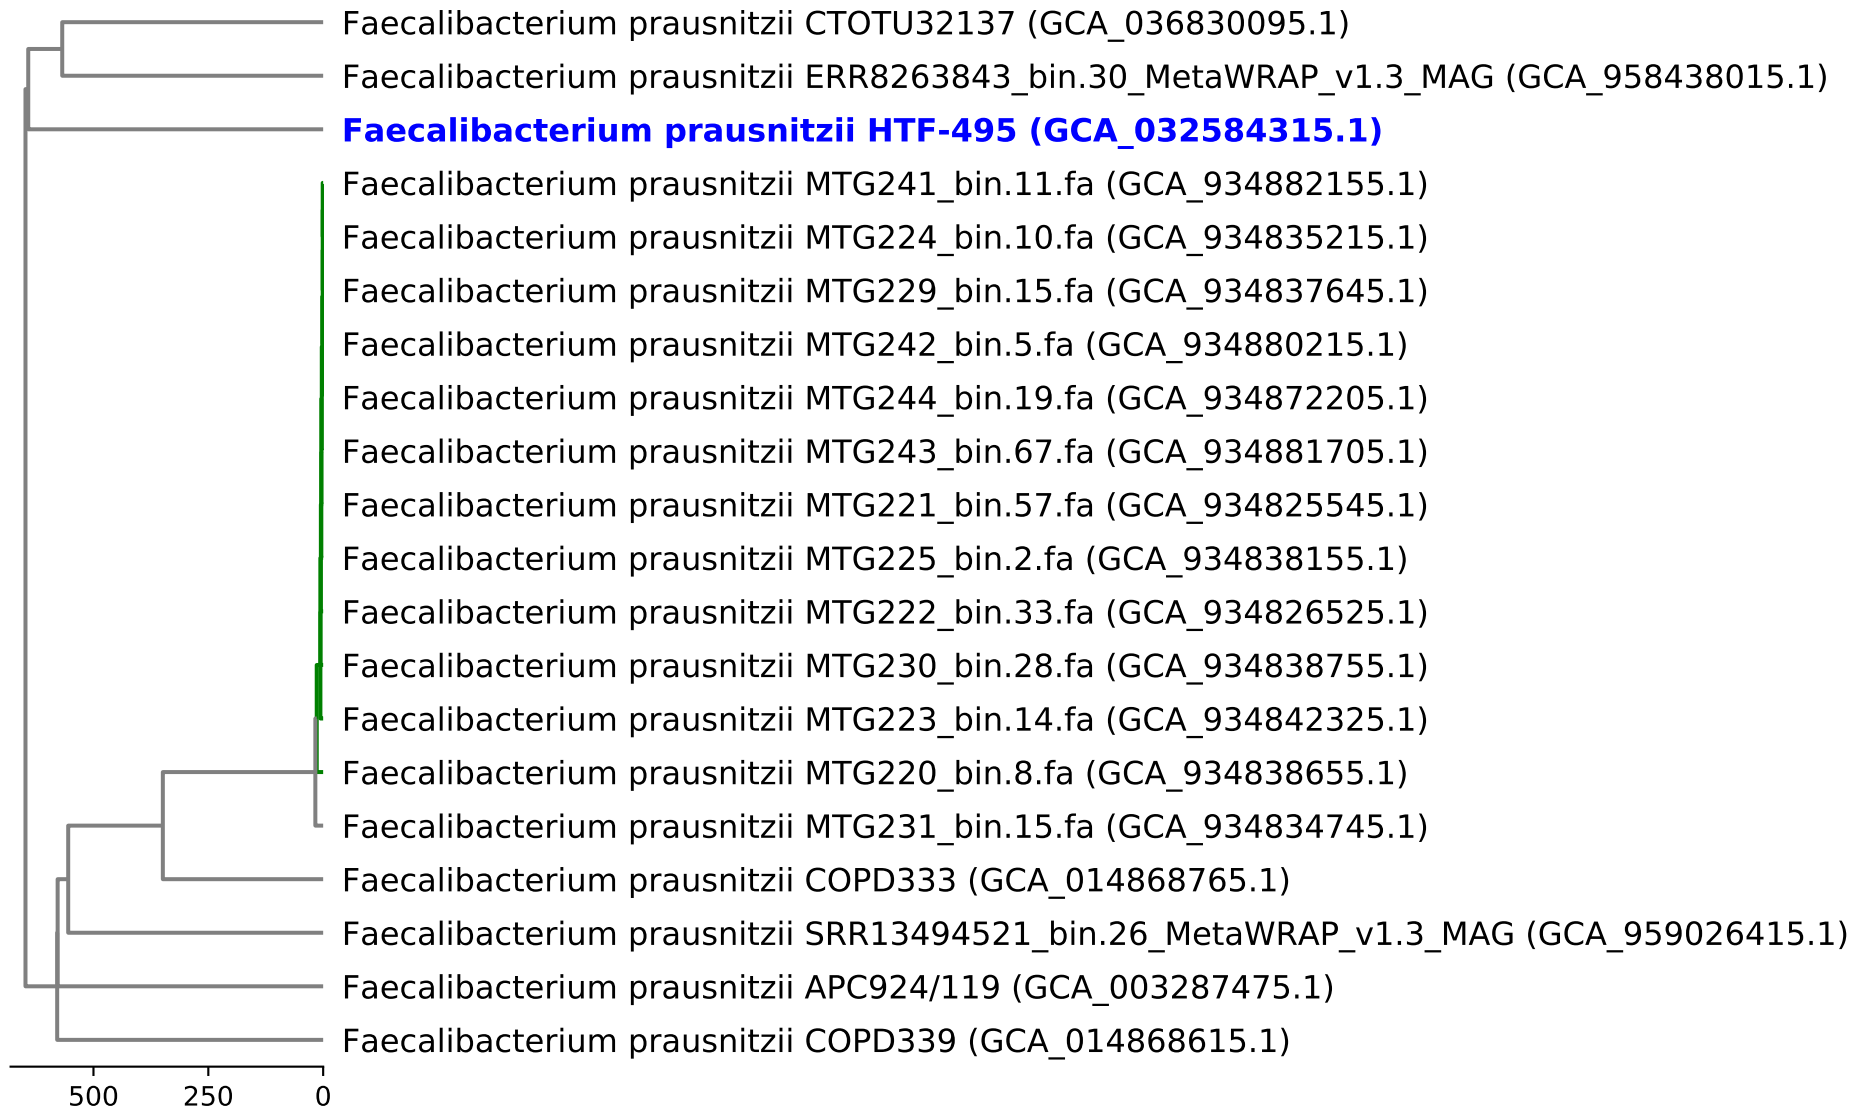 Faecalibacterium prausnitzii CTOTU32137 (GCA_036830095.1)
Faecalibacterium prausnitzii ERR8263843_bin.30_MetaWRAP_v1.3_MAG (GCA_958438015.1)
Faecalibacterium prausnitzii HTF-495 (GCA_032584315.1)
Faecalibacterium prausnitzii MTG241_bin.11.fa (GCA_934882155.1)
Faecalibacterium prausnitzii MTG224_bin.10.fa (GCA_934835215.1)
Faecalibacterium prausnitzii MTG229_bin.15.fa (GCA_934837645.1)
Faecalibacterium prausnitzii MTG242_bin.5.fa (GCA_934880215.1)
Faecalibacterium prausnitzii MTG244_bin.19.fa (GCA_934872205.1)
Faecalibacterium prausnitzii MTG243_bin.67.fa (GCA_934881705.1)
Faecalibacterium prausnitzii MTG221_bin.57.fa (GCA_934825545.1)
Faecalibacterium prausnitzii MTG225_bin.2.fa (GCA_934838155.1)
Faecalibacterium prausnitzii MTG222_bin.33.fa (GCA_934826525.1)
Faecalibacterium prausnitzii MTG230_bin.28.fa (GCA_934838755.1)
Faecalibacterium prausnitzii MTG223_bin.14.fa (GCA_934842325.1)
Faecalibacterium prausnitzii MTG220_bin.8.fa (GCA_934838655.1)
Faecalibacterium prausnitzii MTG231_bin.15.fa (GCA_934834745.1)
Faecalibacterium prausnitzii COPD333 (GCA_014868765.1)
Faecalibacterium prausnitzii SRR13494521_bin.26_MetaWRAP_v1.3_MAG (GCA_959026415.1)
Faecalibacterium prausnitzii APC924/119 (GCA_003287475.1)
Faecalibacterium prausnitzii COPD339 (GCA_014868615.1)
500 250 0